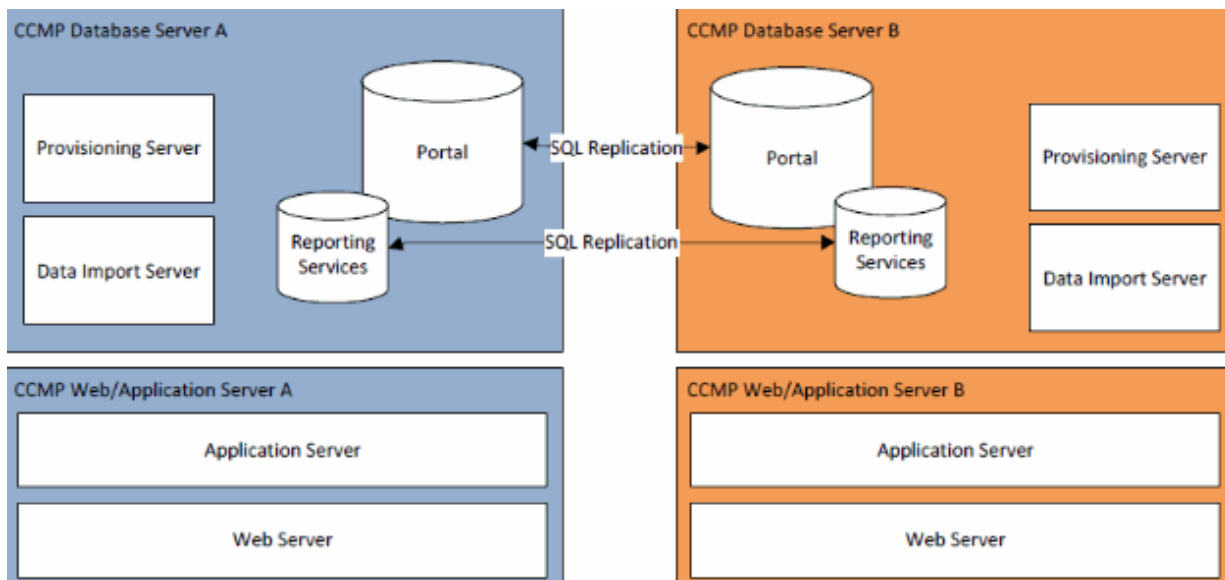 CCMP Database Server A
Provisioning Server
Data Import Server
Portal
Reporting
Services
SQL Replication
SQL Replication
CCMP Database Server B
Portal
Reporting
Services
Provisioning Server
Data Import Server
CCMP Web/Application Server A
Application Server
Web Server
CCMP Web/Application Server B
Application Server
Web Server